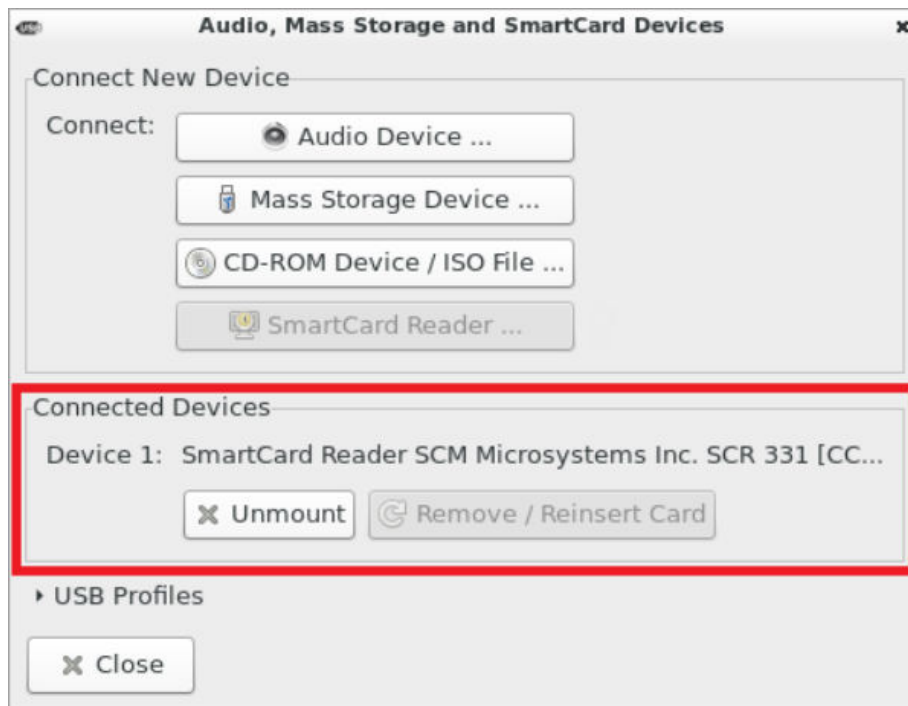 Audio, Mass Storage and SmartCard Devices
Connect New Device
Connect:
Audio Device ...
Mass Storage Device ...
CD-ROM Device / ISO File ...
SmartCard Reader ...
Connected Devices
Device 1: SmartCard Reader SCM Microsystems Inc. SCR 331 [CC...
Unmount Remove / Reinsert Card
USB Profiles
Close